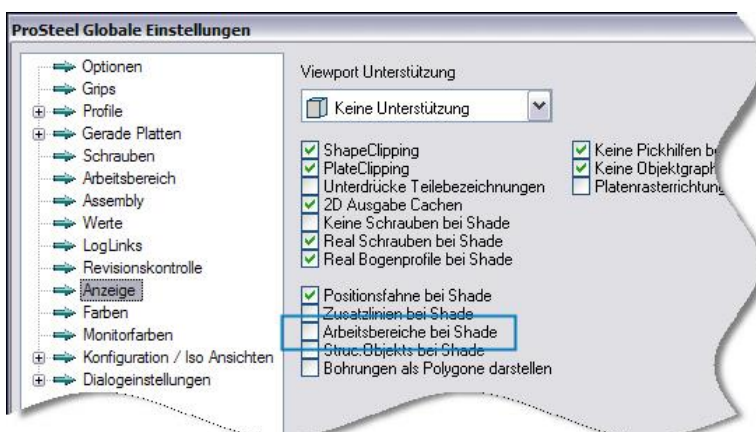 ProSteel Globale Einstellungen
Optionen
Grips
Profile
Gerade Platten
Schrauben
Arbeitsbereich
Assembly
Werte
LogLinks
Revisionskontrolle
Anzeige
Farben
Monitorfarben
Konfiguration / Iso Ansichten
Dialogeinstellungen
Viewport Unterstützung
Keine Unterstützung
ShapeClipping
PlateClipping
Unterdrücke Teilebezeichnungen
2D Ausgabe Cachen
Keine Schrauben bei Shade
Real Schrauben bei Shade
Real Bogenprofile bei Shade
Positionsfahne bei Shade
Zusatzlinien bei Shade
Arbeitsbereiche bei Shade
Struc.Objekts bei Shade
Bohrungen als Polygone darstellen
Keine Pickhilfen
Keine Objektgraph
Platenrasterrichtung